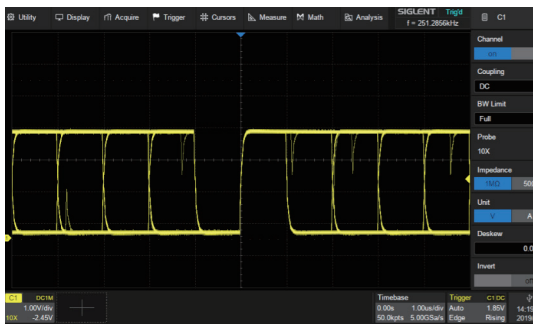 Utility Display Acquire Trigger Cursors Measure Math Analysis SIGLENT Trig'd C1
f = 251.2856kHz
Channel
on
Coupling
DC
BW Limit
Full
Probe
10X
Impedance
1MΩ 50
Unit
V A
Deskew
0.0
Invert
off
C1 DC1M Timebase Trigger C1 DC
1.00V/div 0.00s 1.00us/div Auto 1.85V 14:19
10X -2.45V 50.0kpts 5.00GSa/s Edge Rising 2019